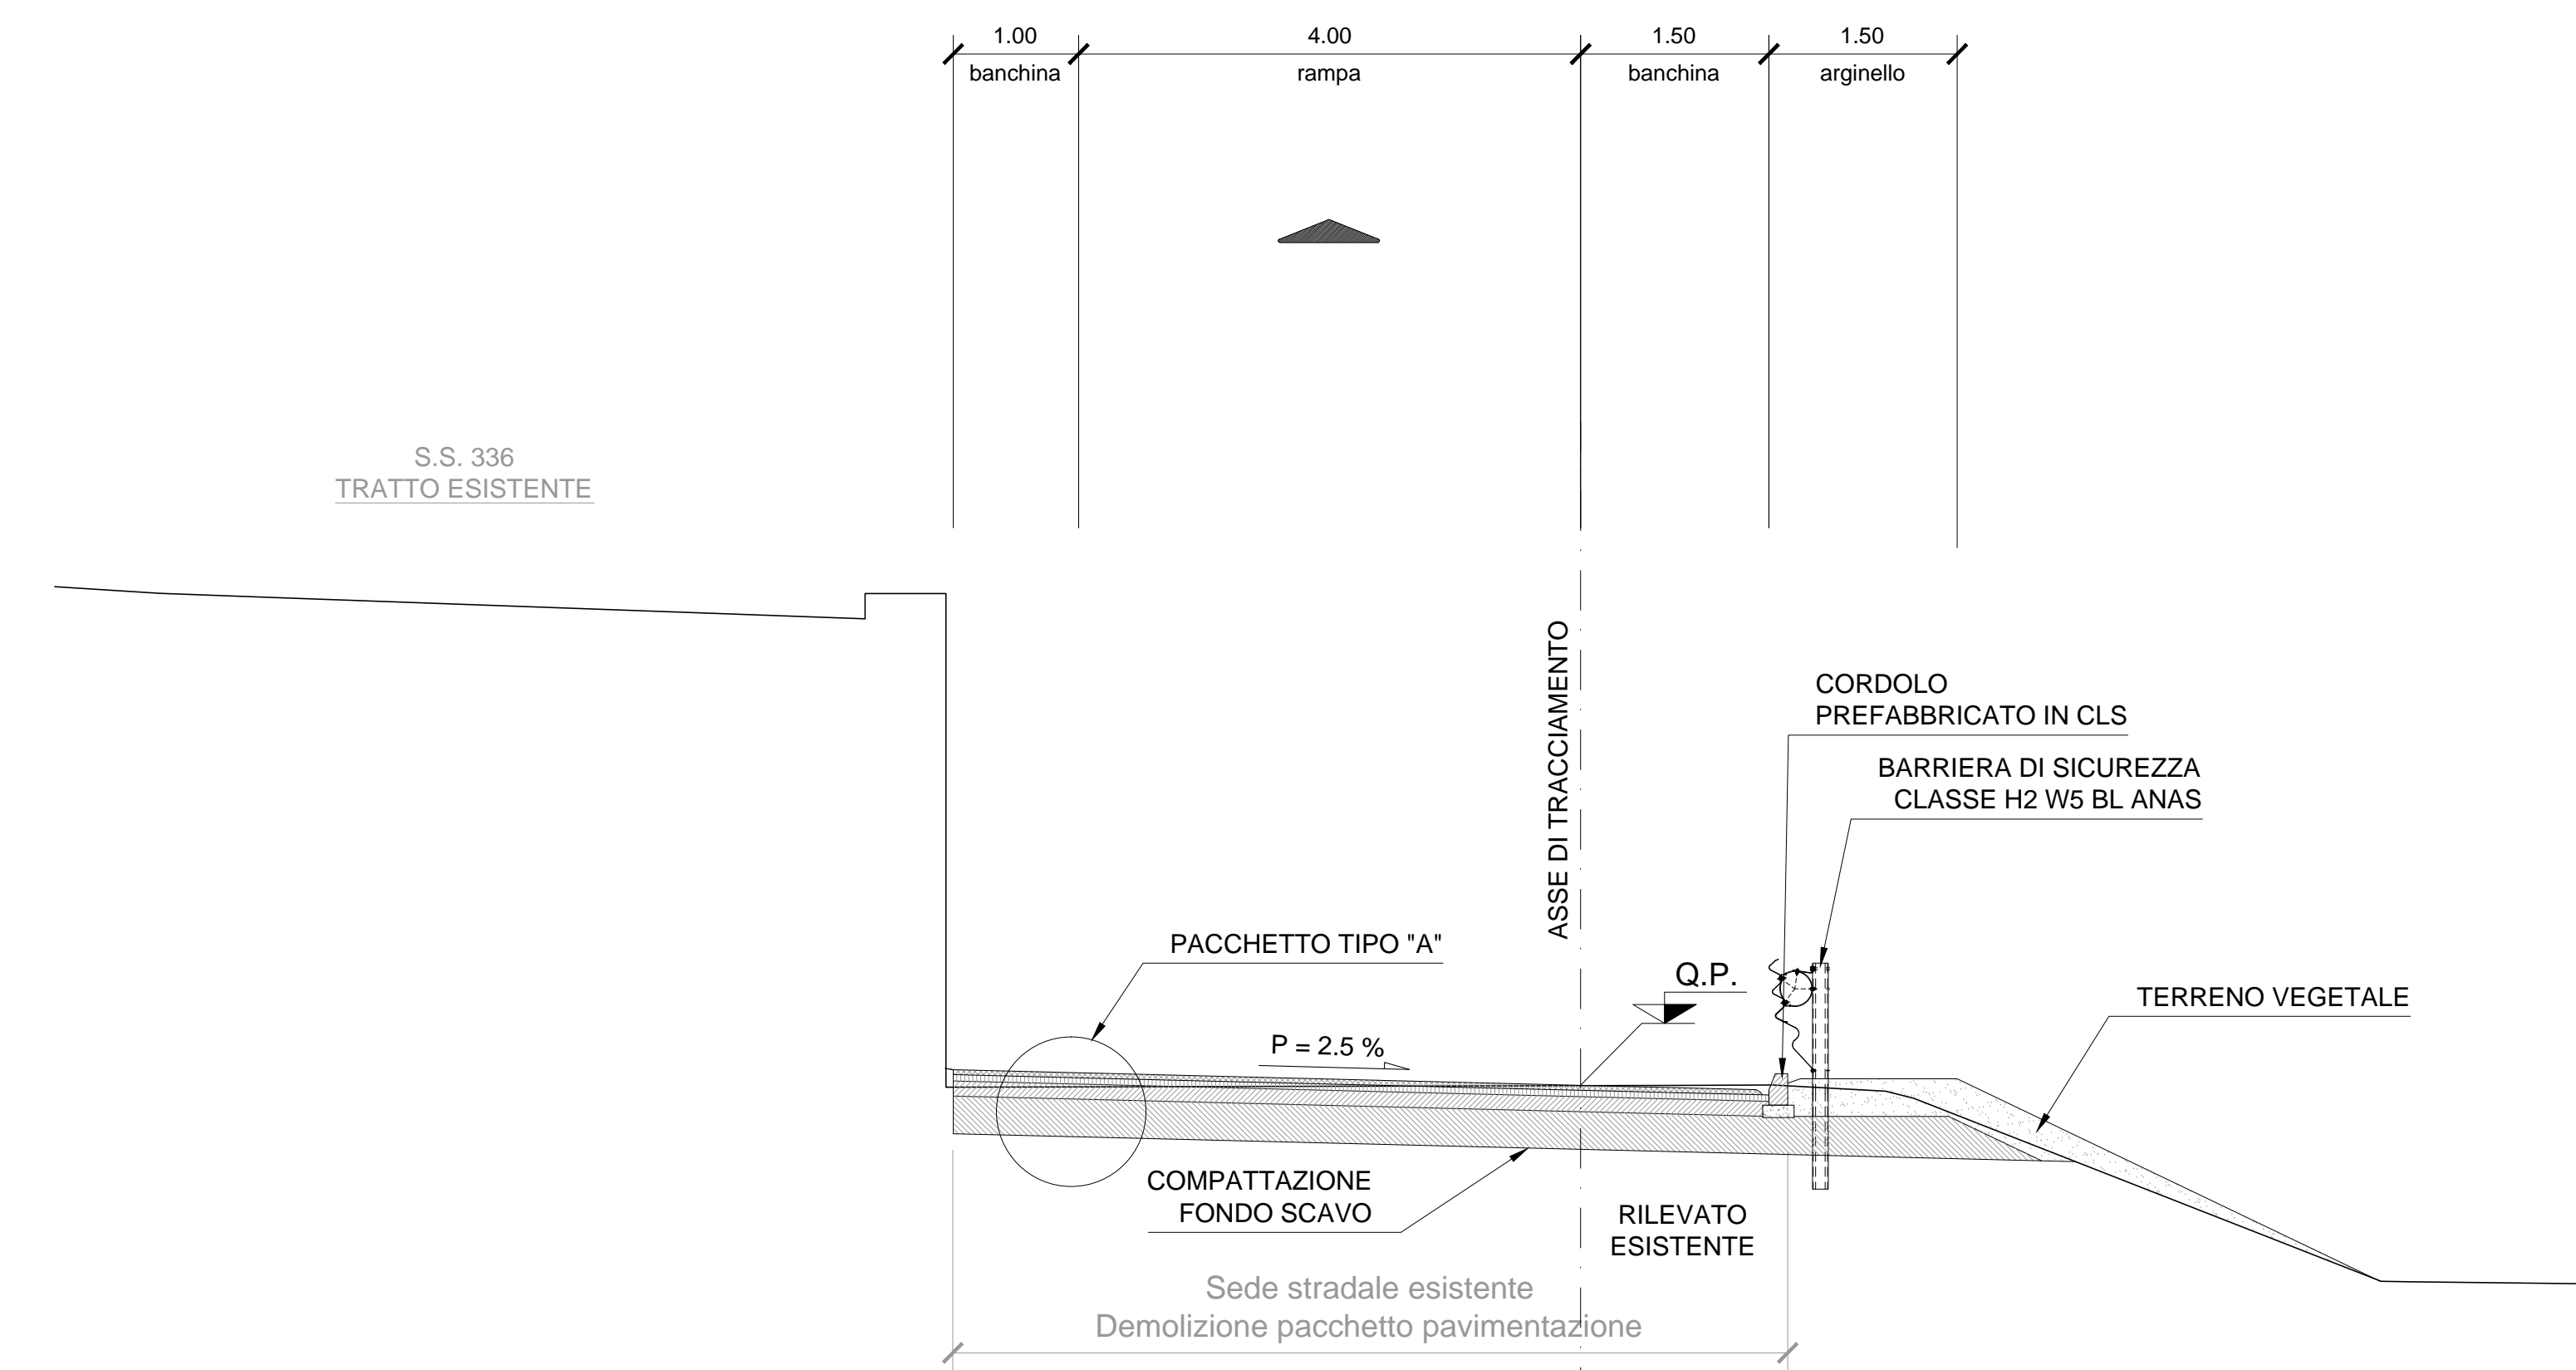 1.00
4.00
1.50
1.50
banchina
rampa
banchina
arginello
S.S. 336
TRATTO ESISTENTE
ASSE DI TRACCIAMENTO
CORDOLO
PREFABBRICATO IN CLS
BARRIERA DI SICUREZZA
CLASSE H2 W5 BL ANAS
PACCHETTO TIPO "A"
Q.P.
TERRENO VEGETALE
P = 2.5 %
COMPATTAZIONE
FONDO SCAVO
RILEVATO
ESISTENTE
Sede stradale esistente
Demolizione pacchetto pavimentazione